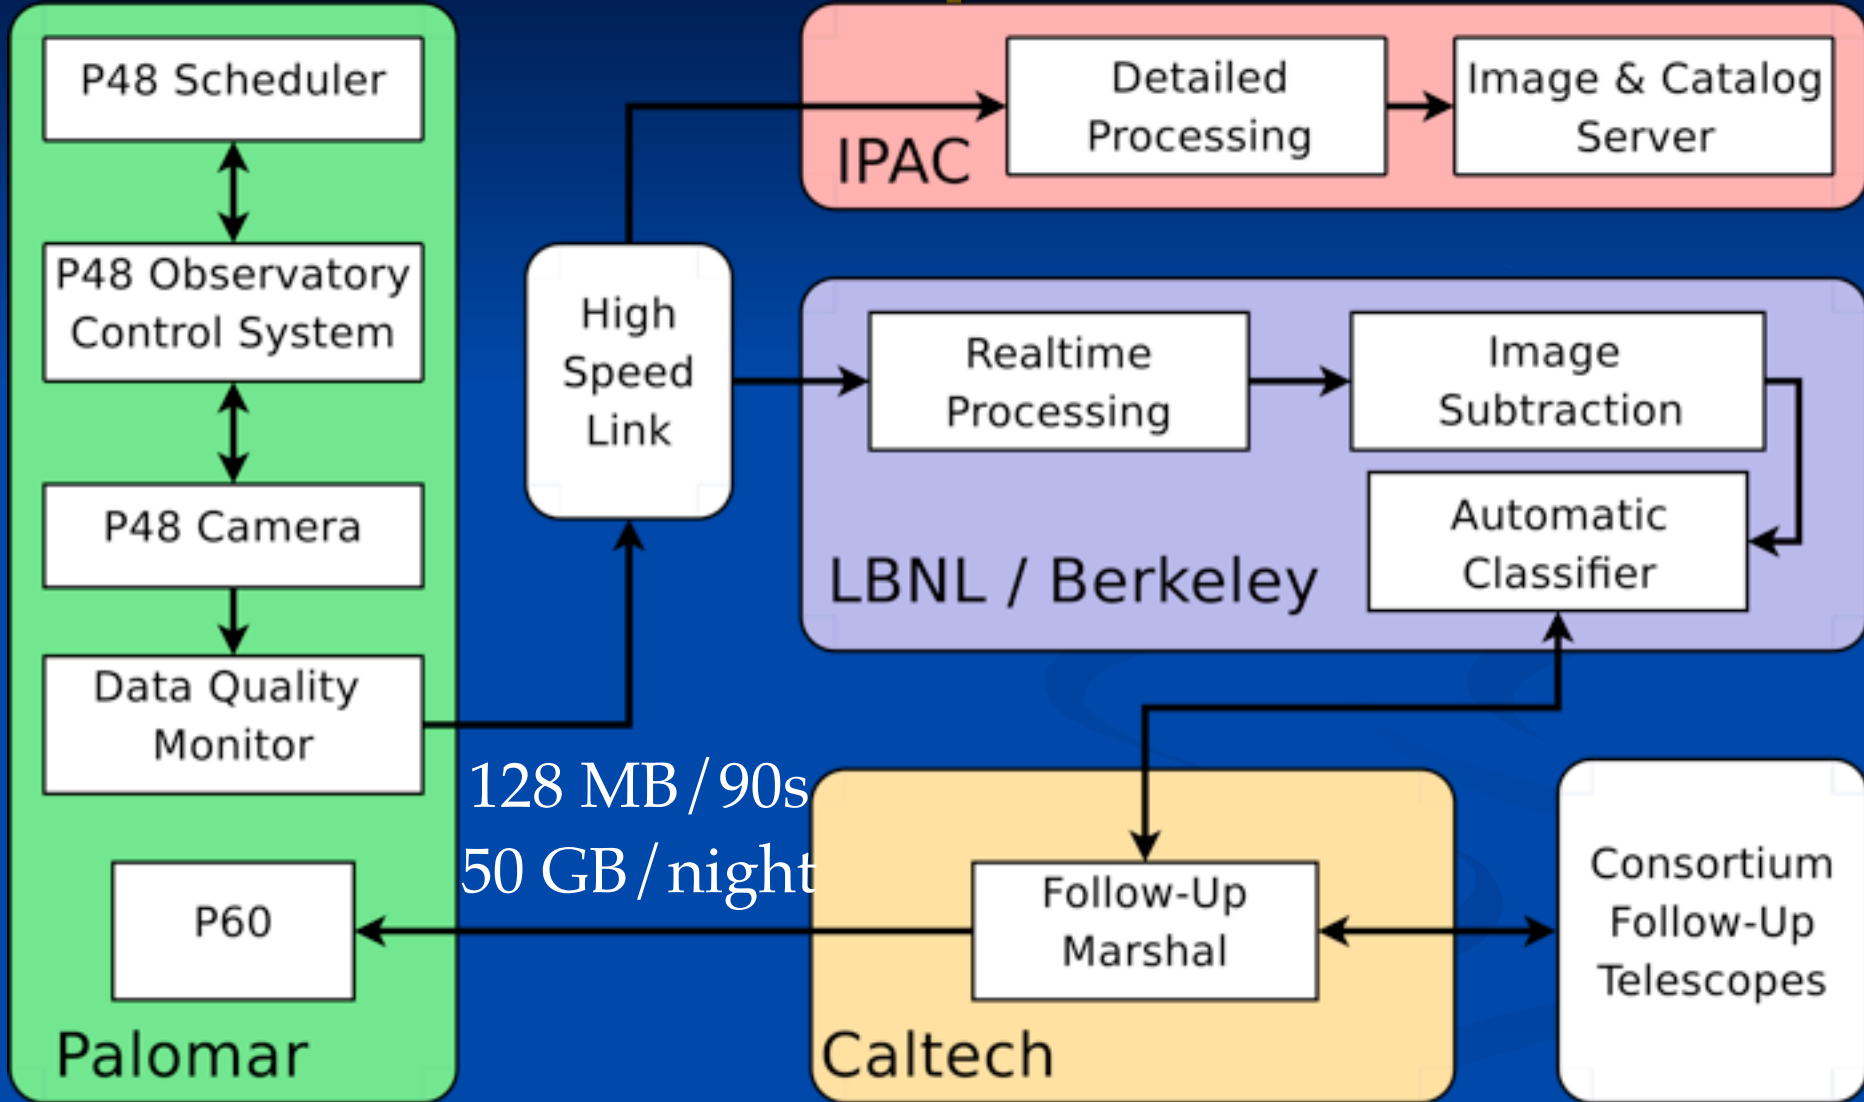 P48 Scheduler
P48 Observatory
Control System
P48 Camera
Data Quality
Monitor
P60
Palomar
High
Speed
Link
128 MB/90s
50 GB/night
Detailed
Processing
Image & Catalog
Server
IPAC
Realtime
Processing
Image
Subtraction
Automatic
Classifier
LBNL / Berkeley
Follow-Up
Marshal
Caltech
Consortium
Follow-Up
Telescopes